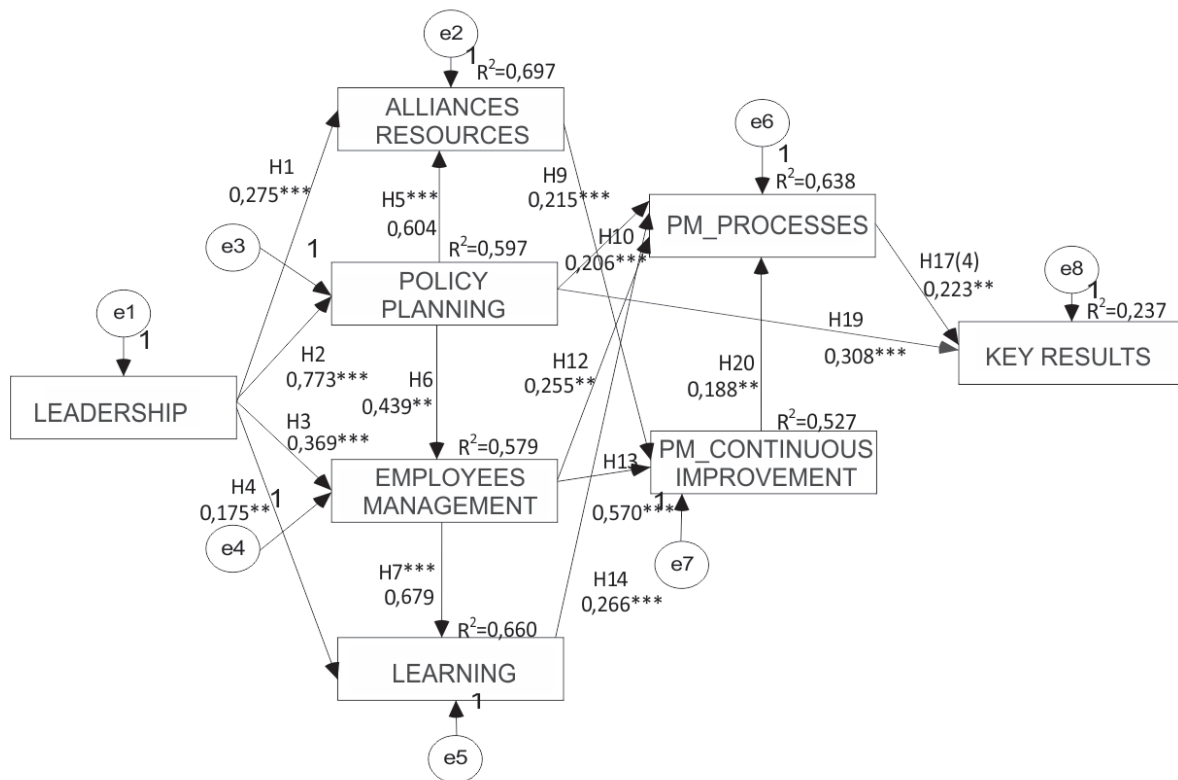 e2
1
R²=0,697
ALLIANCES
RESOURCES
e6
1
R²=0,638
PM_PROCESSES
H1
0,275***
H5***
0,604
H9
0,215***
e3
1
R²=0,597
POLICY
PLANNING
H10
0,206***
H17(4)
0,223**
e8
1
R²=0,237
KEY RESULTS
e1
1
LEADERSHIP
H2
0,773***
H19
0,308***
H6
0,439**
H12
0,255**
H20
0,188**
H3
0,369***
R²=0,579
EMPLOYEES
MANAGEMENT
H13
0,570***
R²=0,527
PM_CONTINUOUS
IMPROVEMENT
1
e7
H4
0,175**
1
e4
H7***
0,679
H14
0,266***
R²=0,660
LEARNING
1
e5